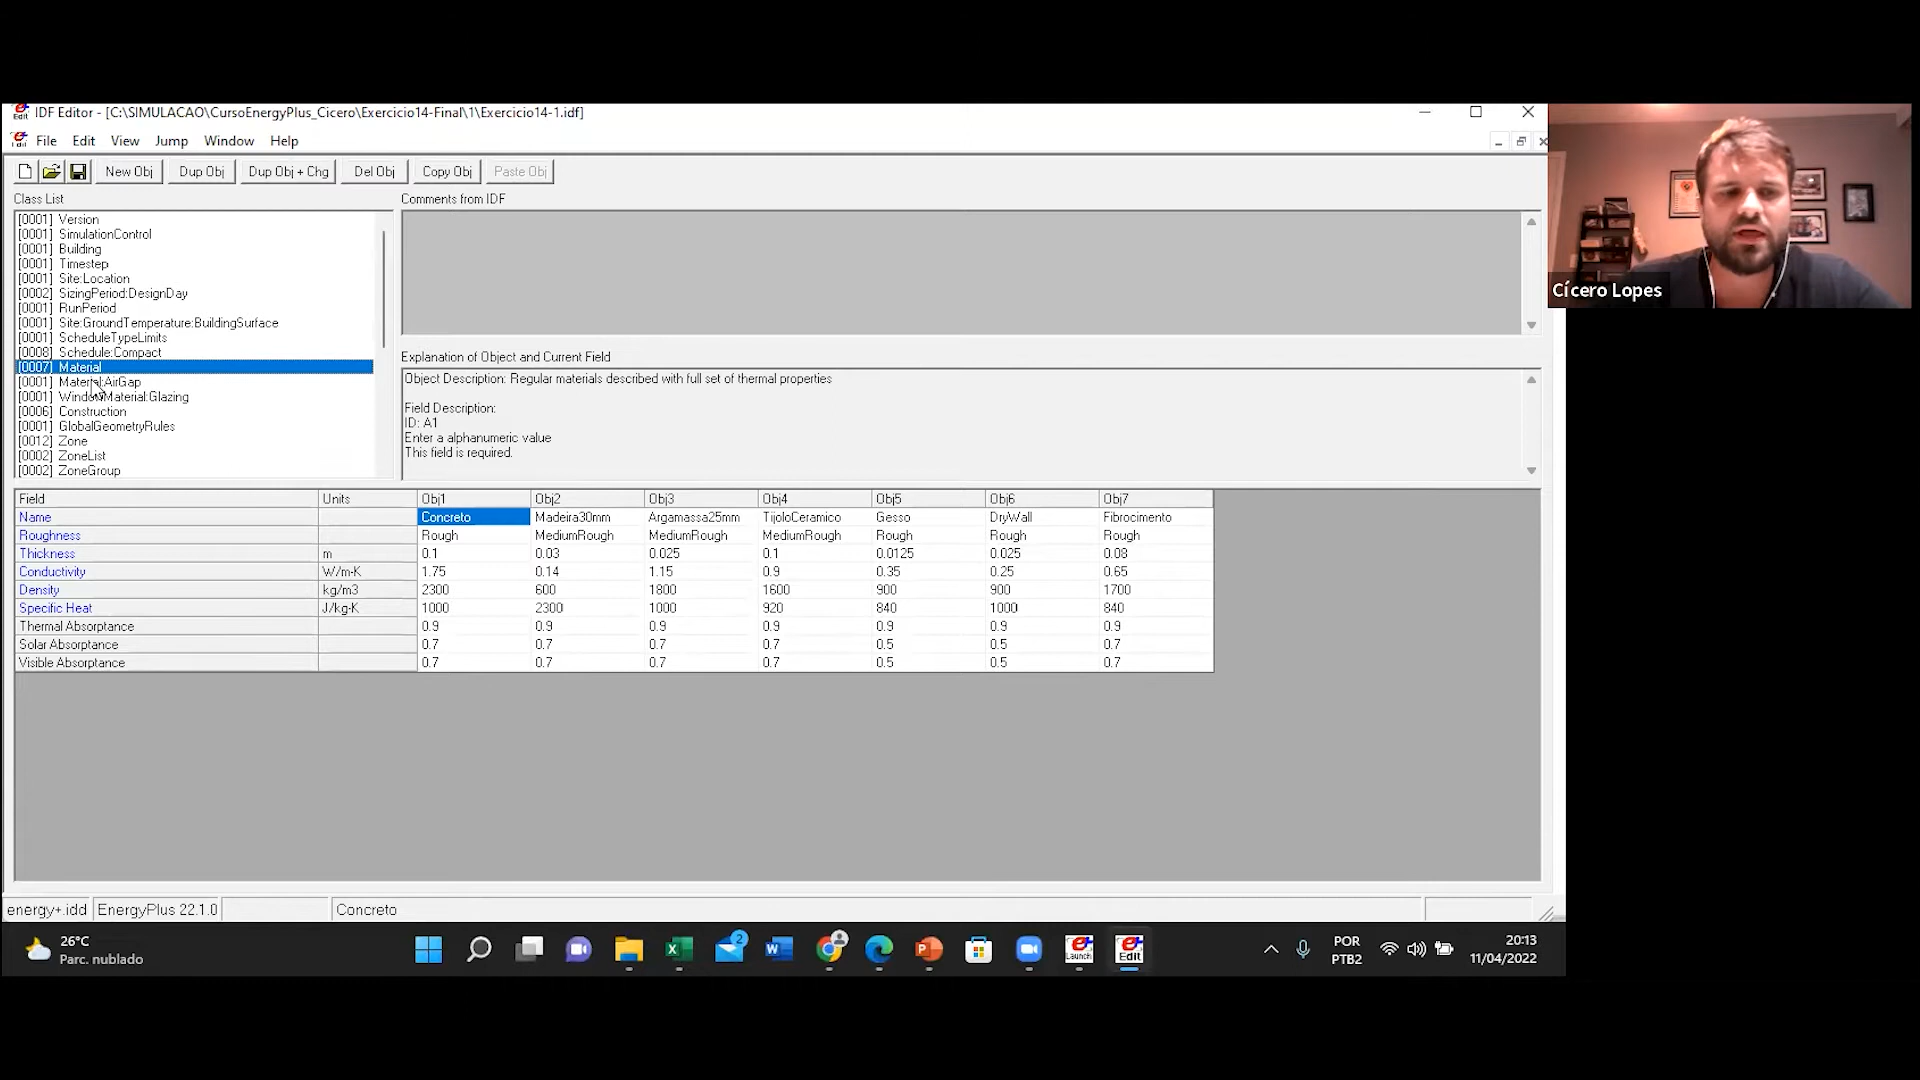 IDF Editor - [C:\SIMULACAO\CursoEnergyPlus_Cicero\Exercicio14-Final\1\Exercicio14-1.idf]
File Edit View Jump Window Help
New Obj Dup Obj Dup Obj + Chg Del Obj Copy Obj Paste Obj
Class List
Comments from IDF
[0001] Version
[0001] SimulationControl
[0001] Building
[0001] Timestep
[0001] Site:Location
[0002] SizingPeriod:DesignDay
[0001] RunPeriod
[0001] Site:GroundTemperature:BuildingSurface
[0001] ScheduleTypeLimits
[0008] Schedule:Compact
[0007] Material
[0001] Material:AirGap
[0001] WindowMaterial:Glazing
[0006] Construction
[0001] GlobalGeometryRules
[0012] Zone
[0002] ZoneList
[0002] ZoneGroup
Explanation of Object and Current Field
Object Description: Regular materials described with full set of thermal properties
Field Description:
ID: A1
Enter a alphanumeric value
This field is required.
Field Units Obj1 Obj2 Obj3 Obj4 Obj5 Obj6 Obj7
Name Concreto Madeira30mm Argamassa25mm TijoloCeramico Gesso DryWall Fibrocimento
Roughness Rough MediumRough MediumRough MediumRough Rough Rough Rough
Thickness m 0.1 0.03 0.025 0.1 0.0125 0.025 0.08
Conductivity W/m-K 1.75 0.14 1.15 0.9 0.35 0.25 0.65
Density kg/m3 2300 600 1800 1600 900 900 1700
Specific Heat J/kg-K 1000 2300 1000 920 840 1000 840
Thermal Absorptance 0.9 0.9 0.9 0.9 0.9 0.9 0.9
Solar Absorptance 0.7 0.7 0.7 0.7 0.5 0.5 0.7
Visible Absorptance 0.7 0.7 0.7 0.7 0.5 0.5 0.7
energy+.idd EnergyPlus 22.1.0 Concreto
Cícero Lopes
26°C
Parc. nublado
2
Launch
Edit
POR
PTB2
20:13
11/04/2022